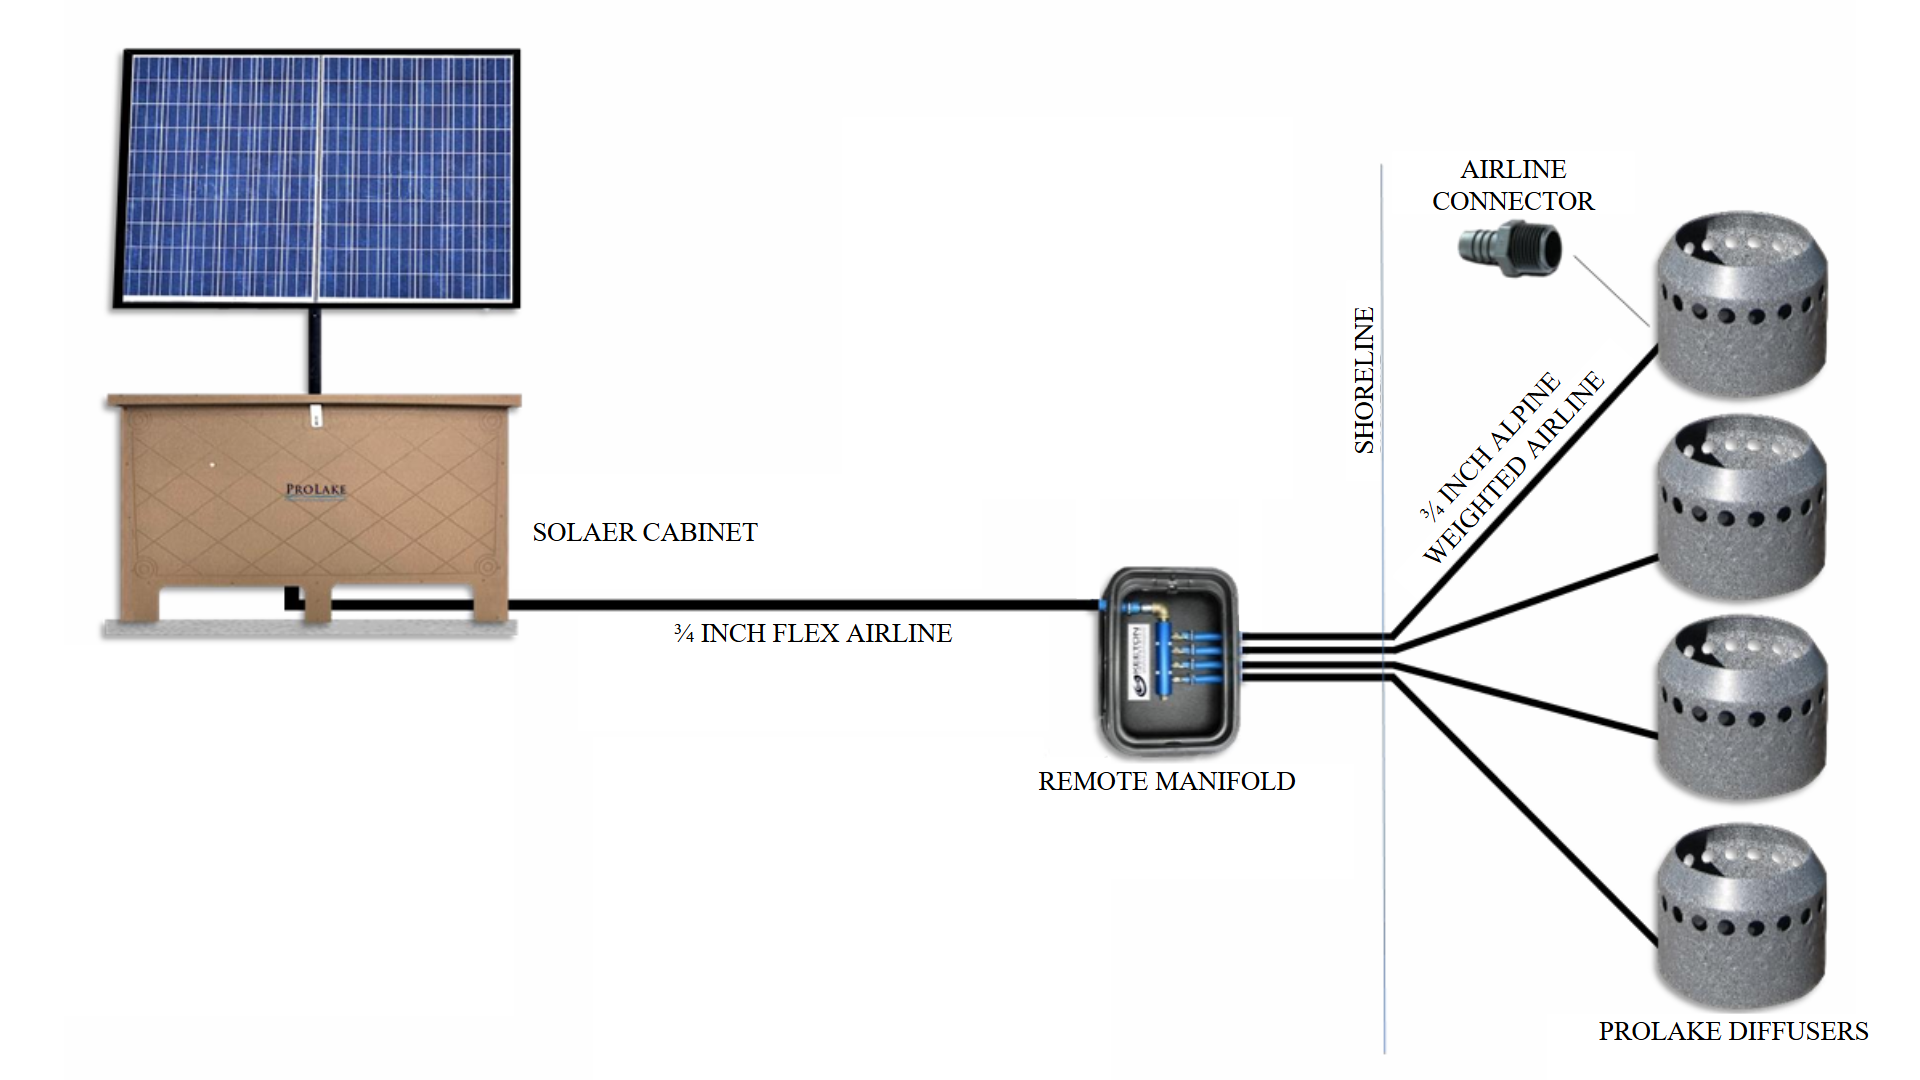 PROLAKE
SOLAER CABINET
¾ INCH FLEX AIRLINE
KEETON
REMOTE MANIFOLD
SHORELINE
AIRLINE
CONNECTOR
¾ INCH ALPINE
WEIGHTED AIRLINE
PROLAKE DIFFUSERS